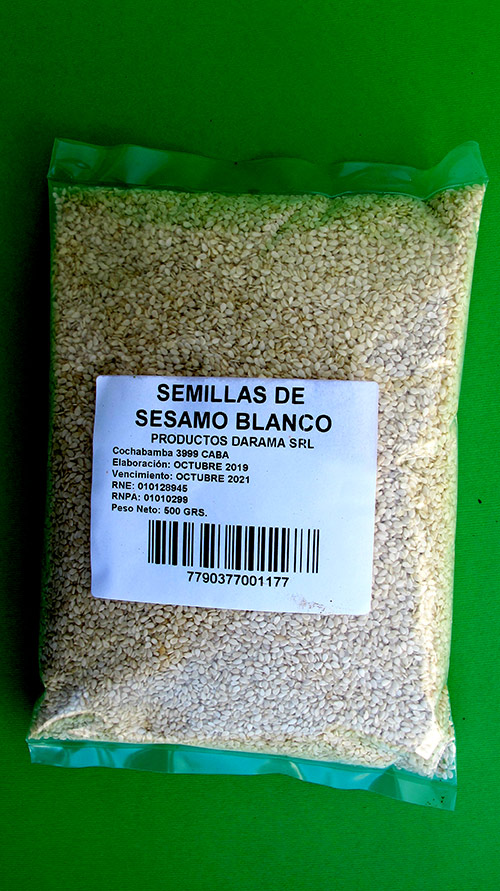 SEMILLAS DE
SESAMO BLANCO
PRODUCTOS DARAMA SRL
Cochabamba 3999 CABA
Elaboración: OCTUBRE 2019
Vencimiento: OCTUBRE 2021
RNE: 010128945
RNPA: 01010299
Peso Neto: 500 GRS.
7790377001177